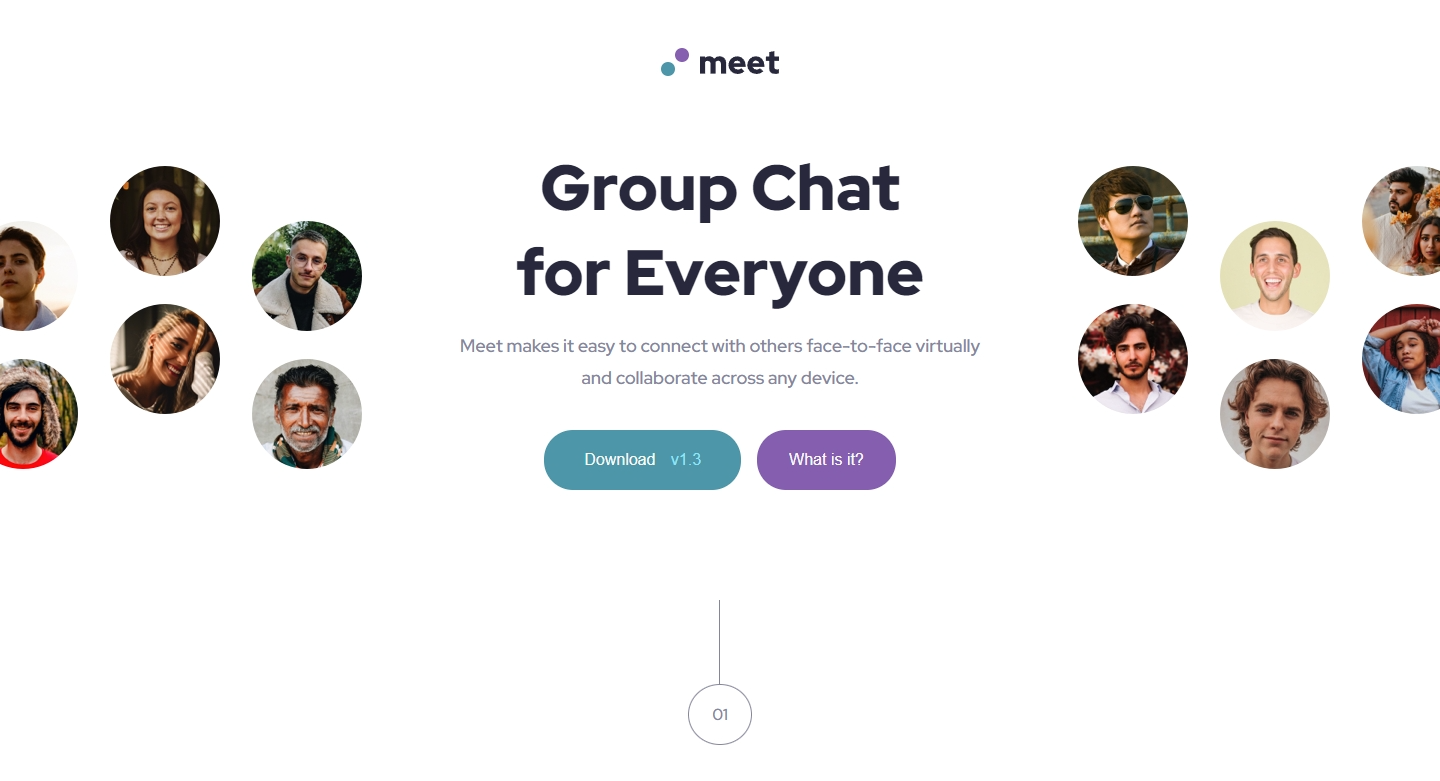 meet
Group Chat
for Everyone
Meet makes it easy to connect with others face-to-face virtually
and collaborate across any device.
Download v1.3
What is it?
01